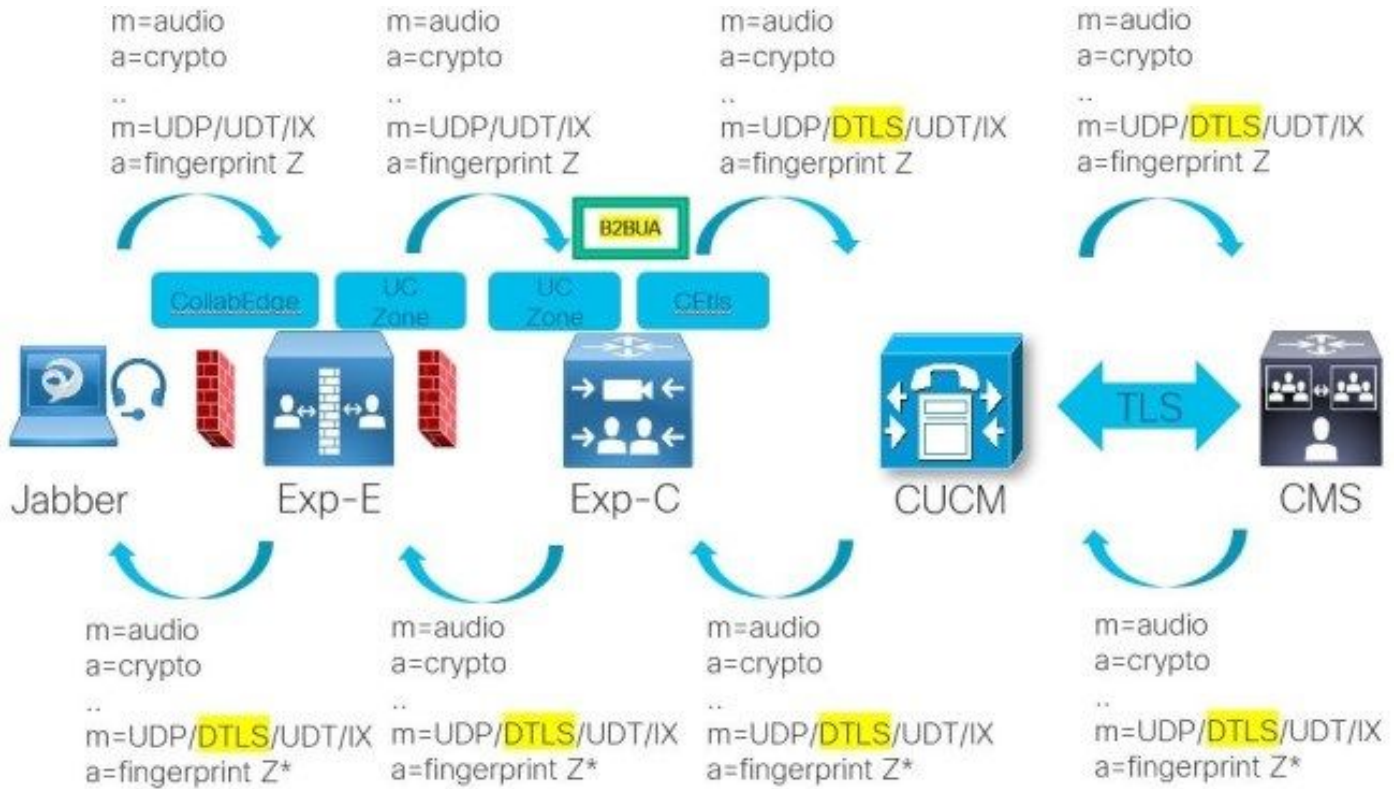 m=audio
a=crypto
..
m=UDP/UDT/IX
a=fingerprint Z
m=audio
a=crypto
..
m=UDP/UDT/IX
a=fingerprint Z
m=audio
a=crypto
..
m=UDP/DTLS/UDT/IX
a=fingerprint Z
m=audio
a=crypto
..
m=UDP/DTLS/UDT/IX
a=fingerprint Z
B2BUA
CollabEdge
UC
Zone
UC
Zone
CEtls
TLS
Jabber
Exp-E
Exp-C
CUCM
CMS
m=audio
a=crypto
..
m=UDP/DTLS/UDT/IX
a=fingerprint Z*
m=audio
a=crypto
..
m=UDP/DTLS/UDT/IX
a=fingerprint Z*
m=audio
a=crypto
..
m=UDP/DTLS/UDT/IX
a=fingerprint Z*
m=audio
a=crypto
..
m=UDP/DTLS/UDT/IX
a=fingerprint Z*